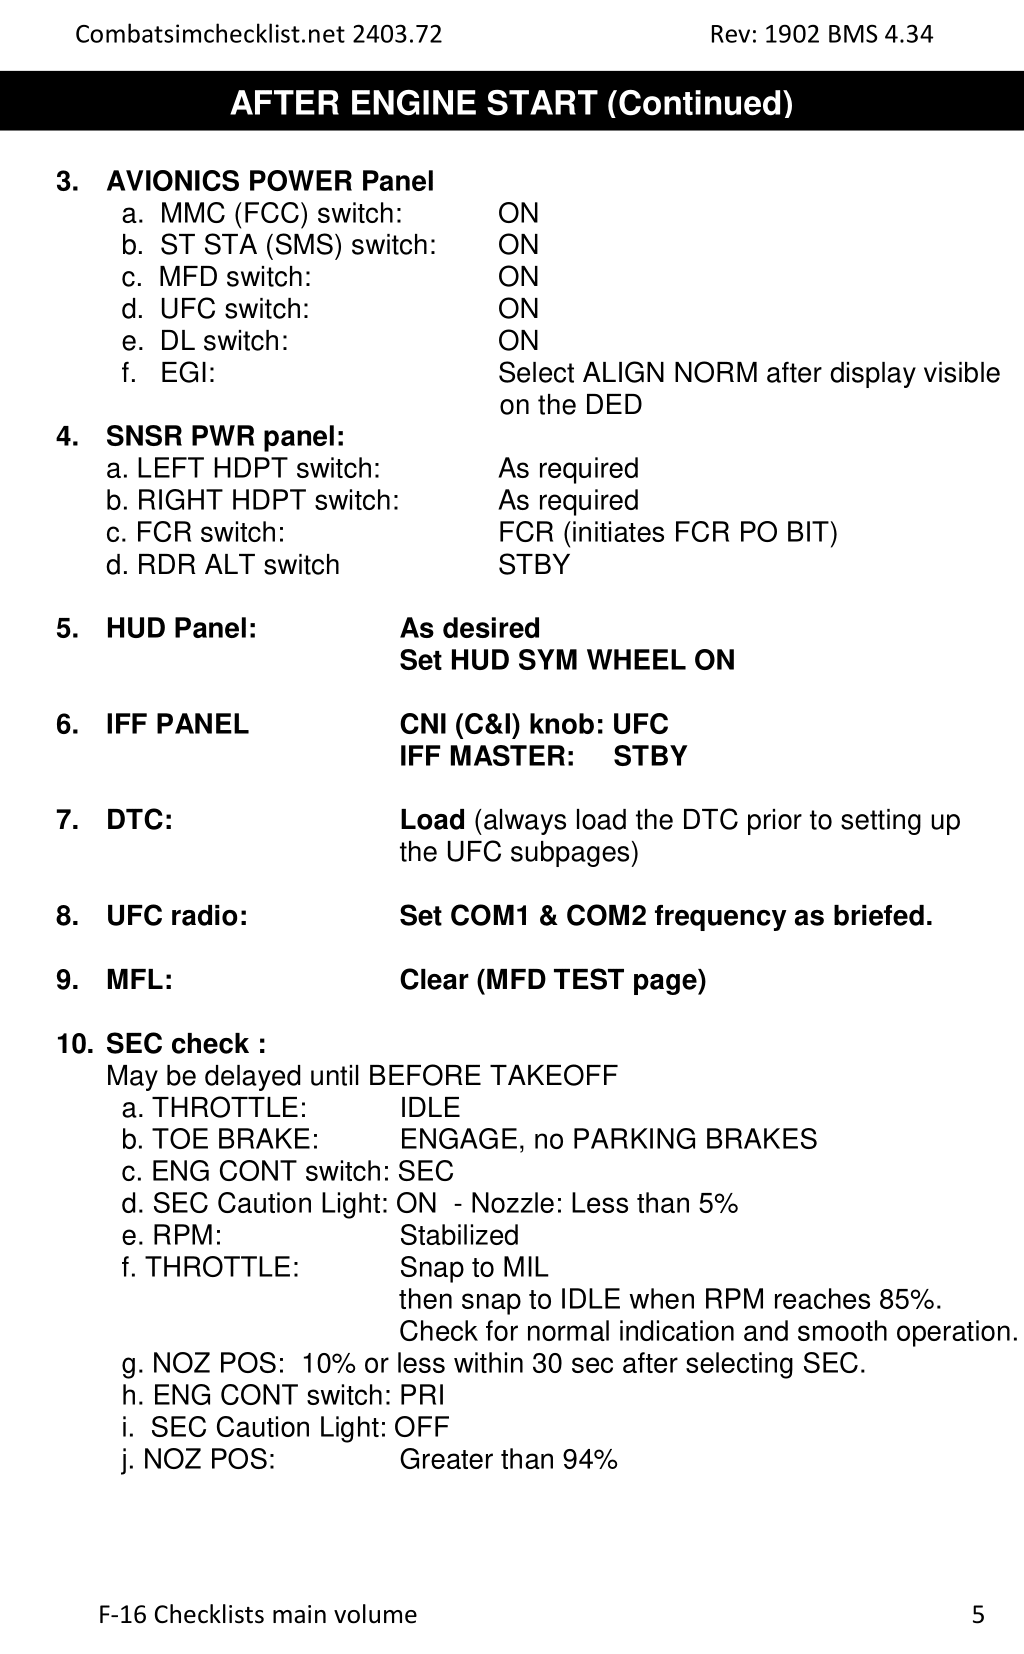 Combatsimchecklist.net 2403.72 Rev: 1902 BMS 4.34
AFTER ENGINE START (Continued)
3. AVIONICS POWER Panel
a. MMC (FCC) switch: ON
b. ST STA (SMS) switch: ON
c. MFD switch: ON
d. UFC switch: ON
e. DL switch: ON
f. EGI: Select ALIGN NORM after display visible
on the DED
4. SNSR PWR panel:
a. LEFT HDPT switch: As required
b. RIGHT HDPT switch: As required
c. FCR switch: FCR (initiates FCR PO BIT)
d. RDR ALT switch STBY
5. HUD Panel: As desired
Set HUD SYM WHEEL ON
6. IFF PANEL CNI (C&I) knob: UFC
IFF MASTER: STBY
7. DTC: Load (always load the DTC prior to setting up
the UFC subpages)
8. UFC radio: Set COM1 & COM2 frequency as briefed.
9. MFL: Clear (MFD TEST page)
10. SEC check :
May be delayed until BEFORE TAKEOFF
a. THROTTLE: IDLE
b. TOE BRAKE: ENGAGE, no PARKING BRAKES
c. ENG CONT switch: SEC
d. SEC Caution Light: ON - Nozzle: Less than 5%
e. RPM: Stabilized
f. THROTTLE: Snap to MIL
then snap to IDLE when RPM reaches 85%.
Check for normal indication and smooth operation.
g. NOZ POS: 10% or less within 30 sec after selecting SEC.
h. ENG CONT switch: PRI
i. SEC Caution Light: OFF
j. NOZ POS: Greater than 94%
F-16 Checklists main volume 5